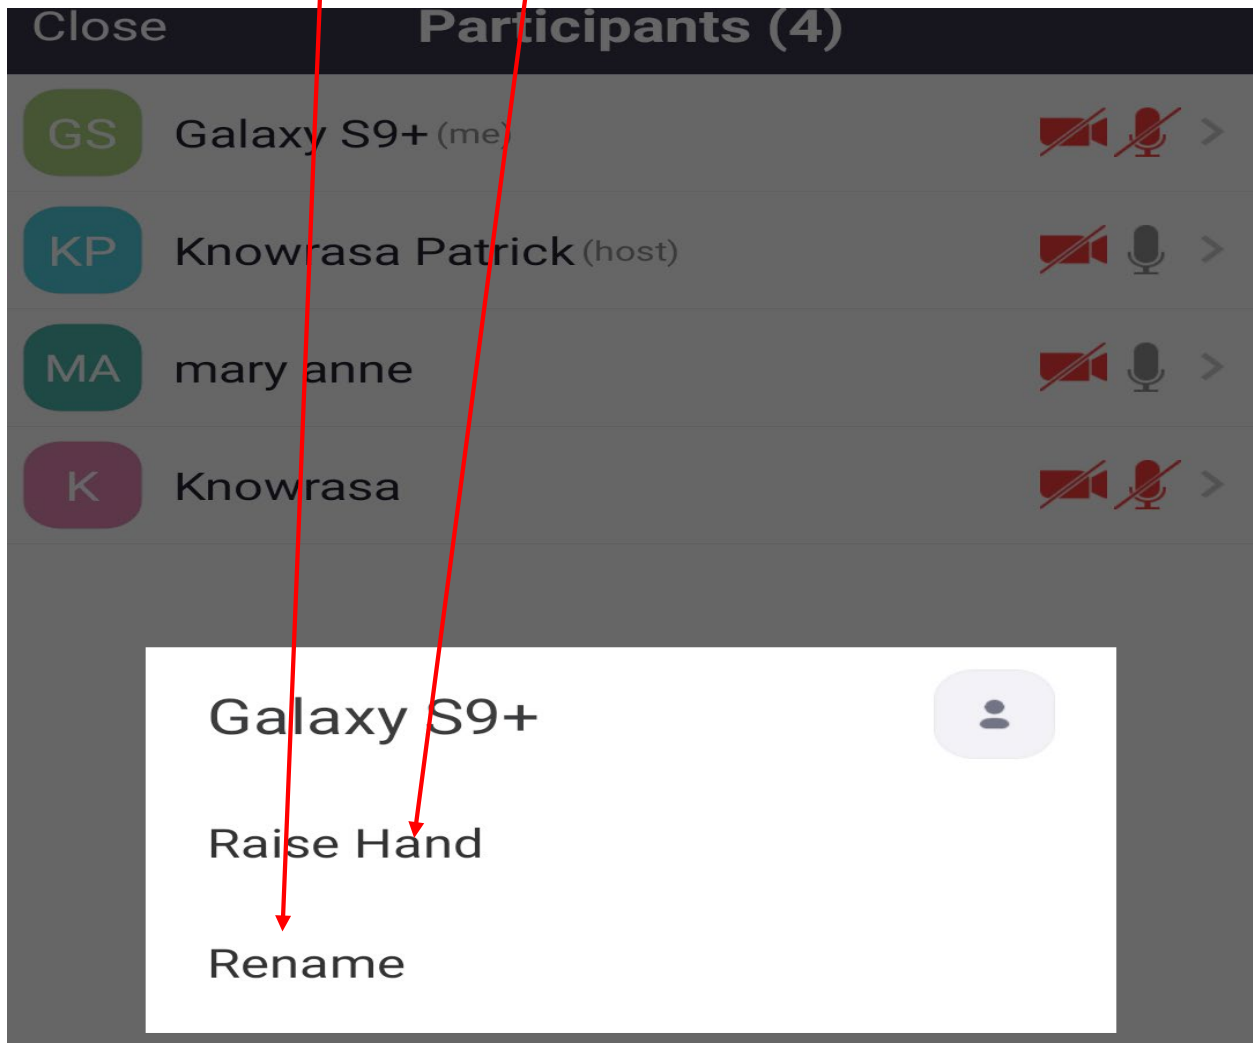 Close Participants (4)
GS Galaxy S9+ (me)
KP Knowrasa Patrick (host)
MA mary anne
K Knowrasa
Galaxy S9+
Raise Hand
Rename